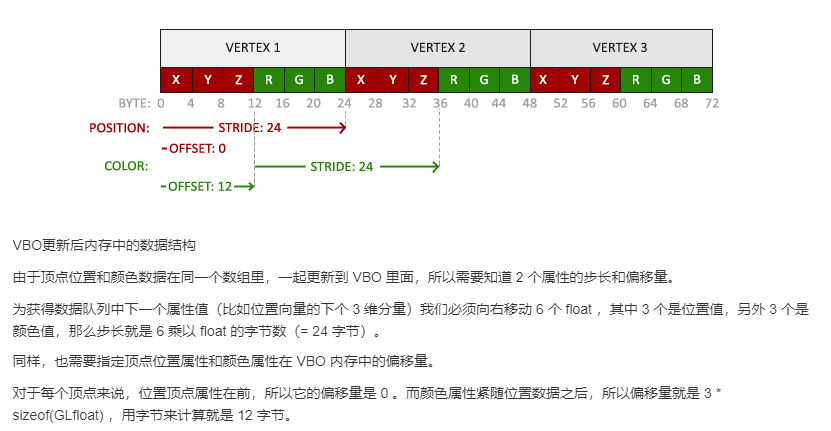 VERTEX 1 VERTEX 2 VERTEX 3
X Y Z R G B X Y Z R G B X Y Z R G B
BYTE: 0 4 8 12 16 20 24 28 32 36 40 44 48 52 56 60 64 68 72
POSITION: STRIDE: 24
OFFSET: 0
COLOR: STRIDE: 24
OFFSET: 12
VBO更新后内存中的数据结构
由于顶点位置和颜色数据在同一个数组里，一起更新到 VBO 里面，所以需要知道 2 个属性的步长和偏移量。
为获得数据队列中下一个属性值（比如位置向量的下个 3 维分量）我们必须向右移动 6 个 float ，其中 3 个是位置值，另外 3 个是
颜色值，那么步长就是 6 乘以 float 的字节数（= 24 字节）。
同样，也需要指定顶点位置属性和颜色属性在 VBO 内存中的偏移量。
对于每个顶点来说，位置顶点属性在前，所以它的偏移量是 0 。而颜色属性紧随位置数据之后，所以偏移量就是 3 *
sizeof(GLfloat) ，用字节来计算就是 12 字节。